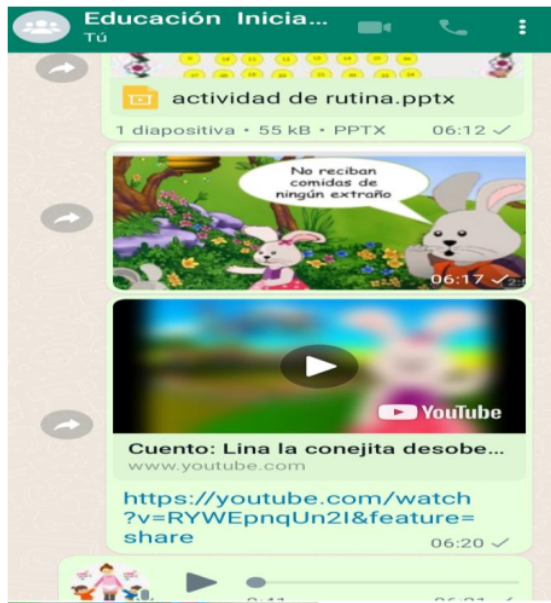 Educación Inicia...
Tú
actividad de rutina.pptx
1 diapositiva • 55 kB • PPTX 06:12
No reciban
comidas de
ningún extraño
06:17
YouTube
Cuento: Lina la conejita desobe...
www.youtube.com
https://youtube.com/watch
?v=RYWEpnqUn2I&feature=
share
06:20